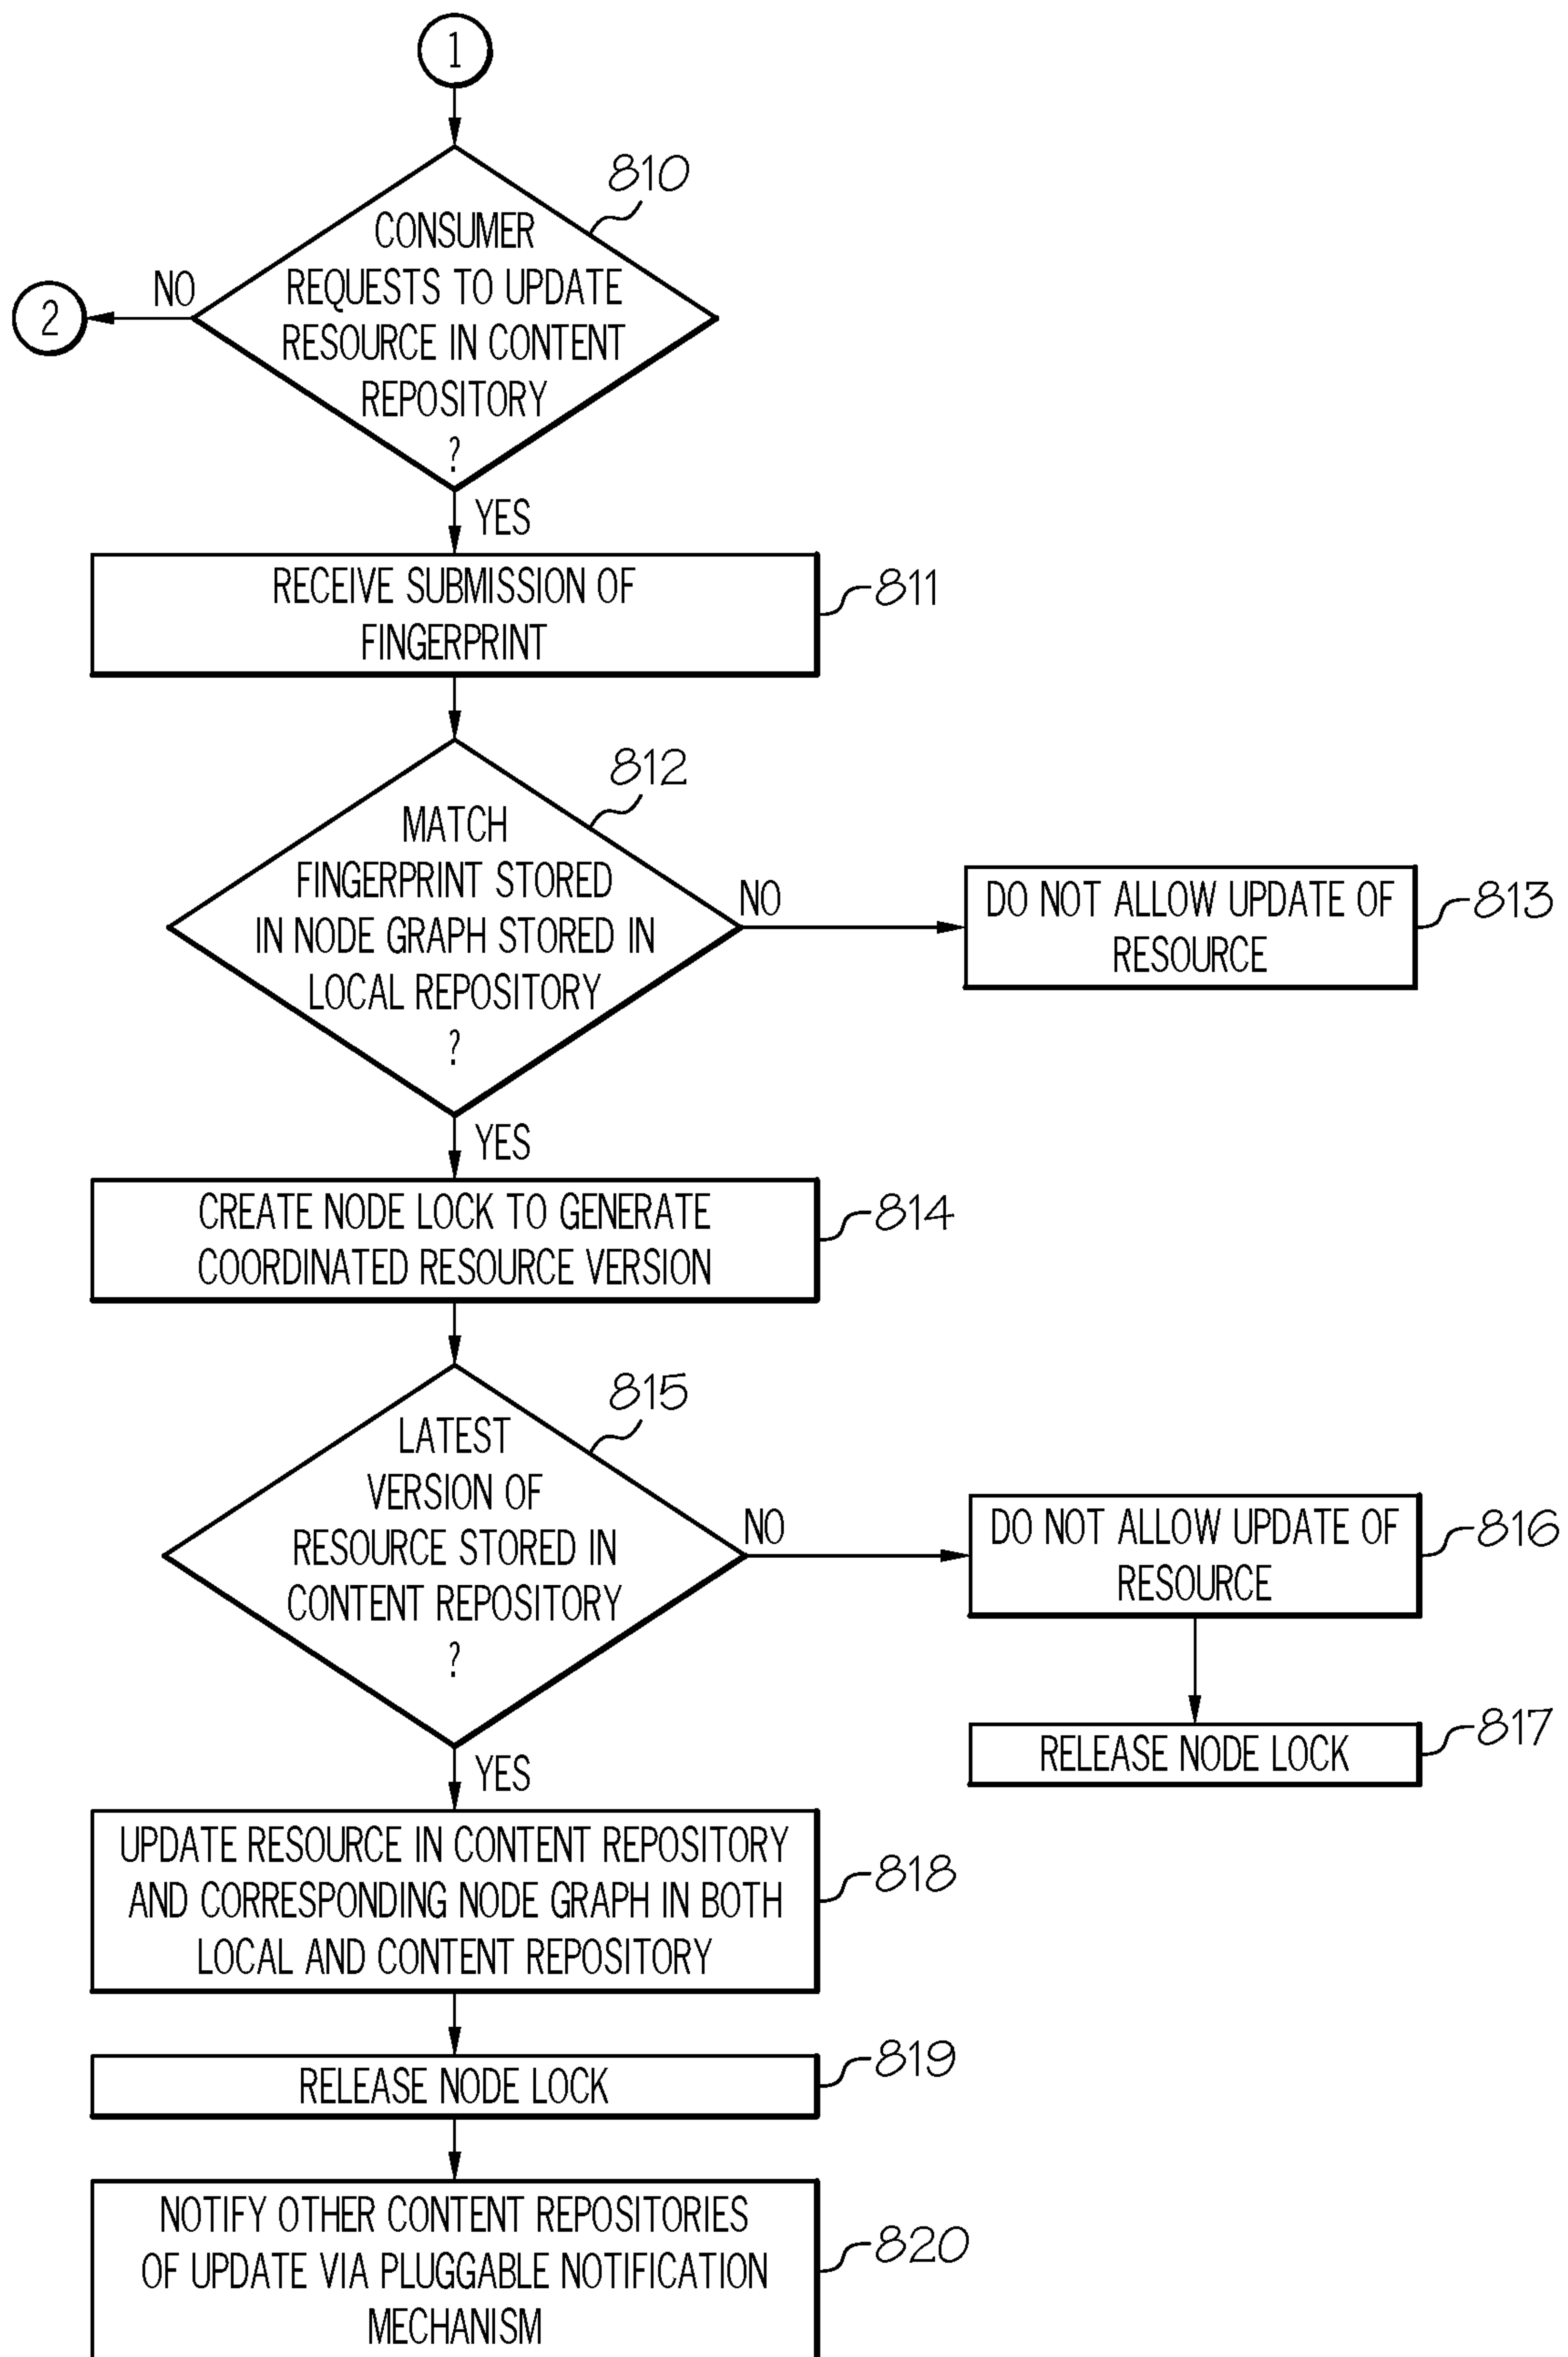 1
810
CONSUMER
REQUESTS TO UPDATE
RESOURCE IN CONTENT
REPOSITORY
?
NO
2
YES
RECEIVE SUBMISSION OF
FINGERPRINT
811
812
MATCH
FINGERPRINT STORED
IN NODE GRAPH STORED IN
LOCAL REPOSITORY
?
NO
DO NOT ALLOW UPDATE OF
RESOURCE
813
YES
CREATE NODE LOCK TO GENERATE
COORDINATED RESOURCE VERSION
814
815
LATEST
VERSION OF
RESOURCE STORED IN
CONTENT REPOSITORY
?
NO
DO NOT ALLOW UPDATE OF
RESOURCE
816
RELEASE NODE LOCK
817
YES
UPDATE RESOURCE IN CONTENT REPOSITORY
AND CORRESPONDING NODE GRAPH IN BOTH
LOCAL AND CONTENT REPOSITORY
818
RELEASE NODE LOCK
819
NOTIFY OTHER CONTENT REPOSITORIES
OF UPDATE VIA PLUGGABLE NOTIFICATION
MECHANISM
820